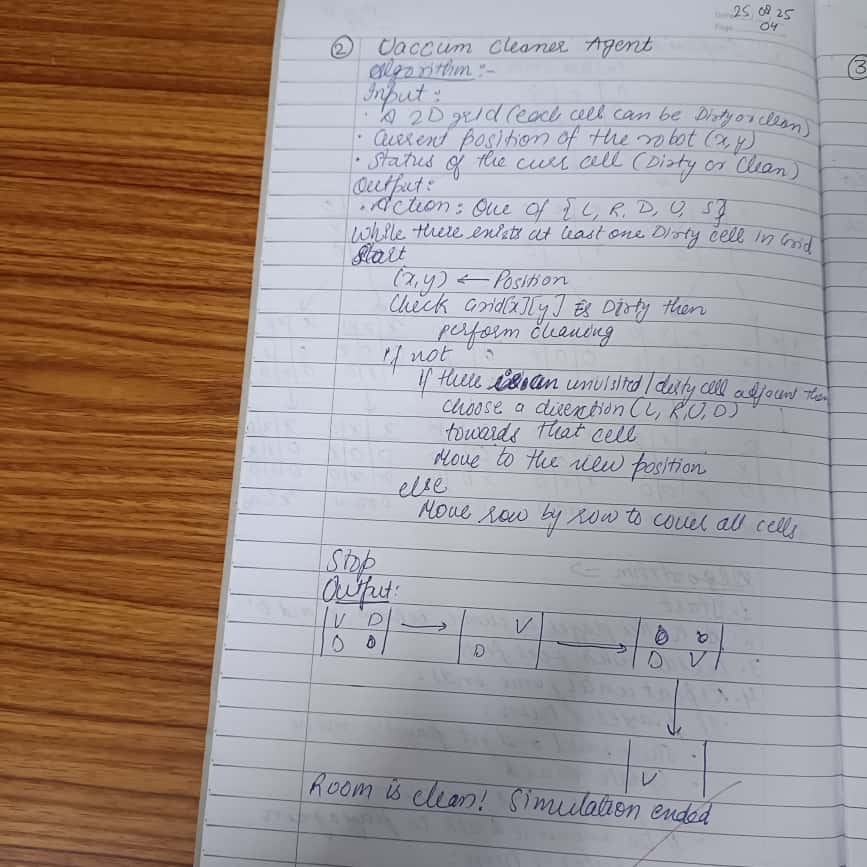 Date 25/08/25
Page 04
② Vaccum Cleaner Agent
Algorithm:-
Input:
· A 2D grid (each cell can be Dirty or clean)
· Current position of the robot (x,y)
· Status of the curr cell (Dirty or Clean)
Output:
· Action: One of {L, R, D, U, S}
While there exists at least one Dirty cell in Grid
Start
(x,y) ← Position
Check Grid[x][y] is Dirty then
perform cleaning
if not :
if there is an unvisited/dirty cell adjacent then
choose a direction (L, R, U, D)
towards that cell
Move to the new position
else
Move row by row to cover all cells
Stop
Output:
V D → V → D V
D D D
↓
V
Room is clean! Simulation ended
③